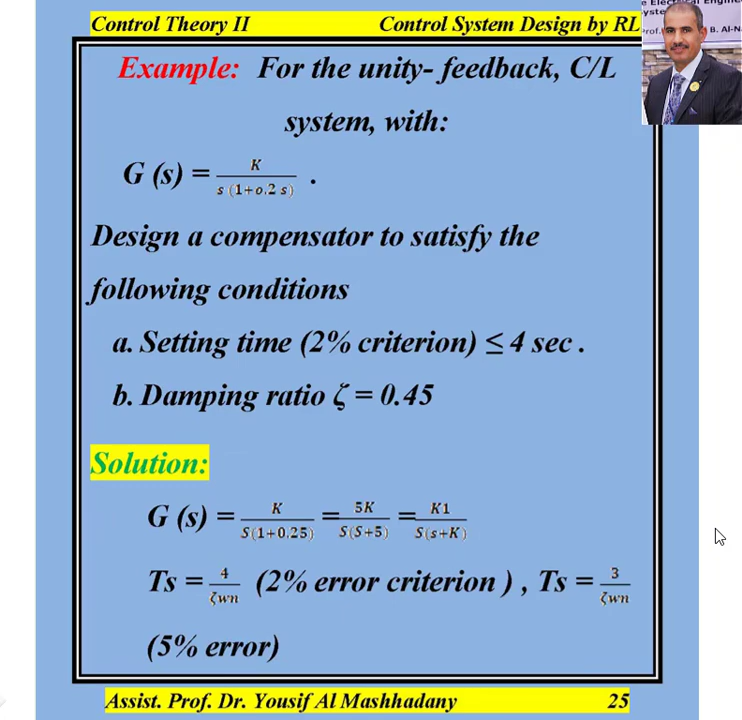 Control Theory II Control System Design by RL
Example: For the unity- feedback, C/L
system, with:
G (s) = K / s (1+0.2 s) .
Design a compensator to satisfy the
following conditions
a. Setting time (2% criterion) ≤ 4 sec .
b. Damping ratio ζ = 0.45
Solution:
G (s) = K / S(1+0.25) = 5K / S(S+5) = K1 / S(s+K)
Ts = 4 / ζwn (2% error criterion ) , Ts = 3 / ζwn
(5% error)
Assist. Prof. Dr. Yousif Al Mashhadany 25